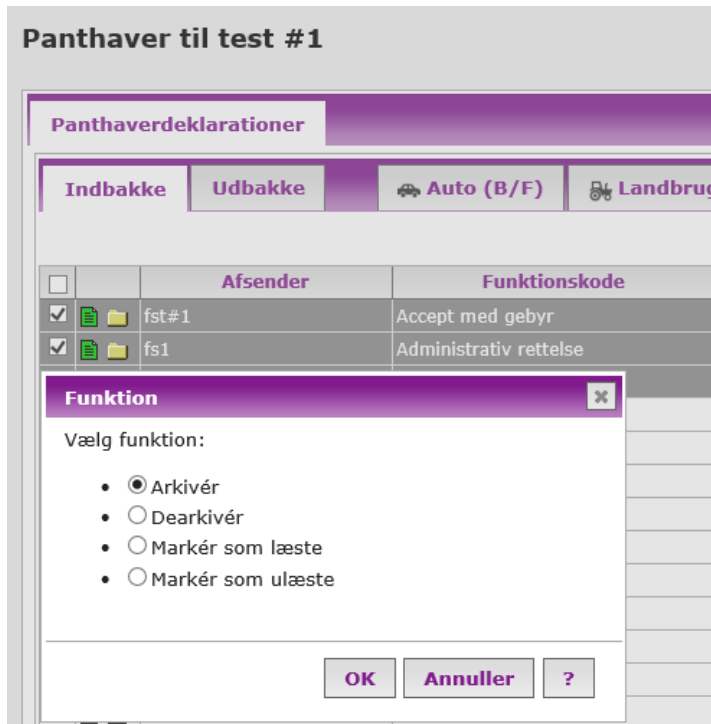 Panthaver til test #1
Panthaverdeklarationer
Indbakke Udbakke Auto (B/F) Landbrug
Afsender Funktionskode
fst#1 Accept med gebyr
fs1 Administrativ rettelse
Funktion
Vælg funktion:
Arkivér
Dearkivér
Markér som læste
Markér som ulæste
OK Annuller ?